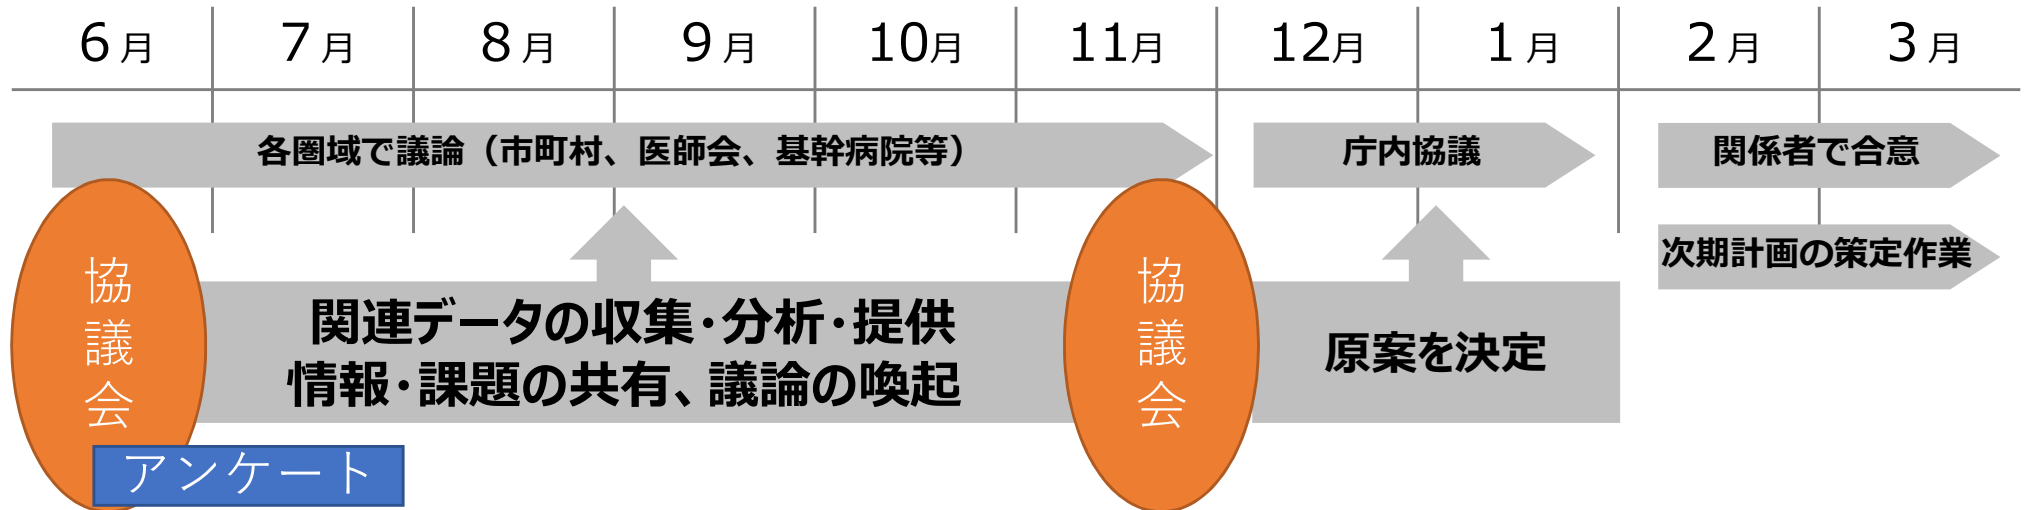 6月 7月 8月 9月 10月 11月 12月 1月 2月 3月
各圏域で議論（市町村、医師会、基幹病院等）
庁内協議
関係者で合意
次期計画の策定作業
協議会
関連データの収集･分析･提供
情報･課題の共有、議論の喚起
協議会
原案を決定
アンケート